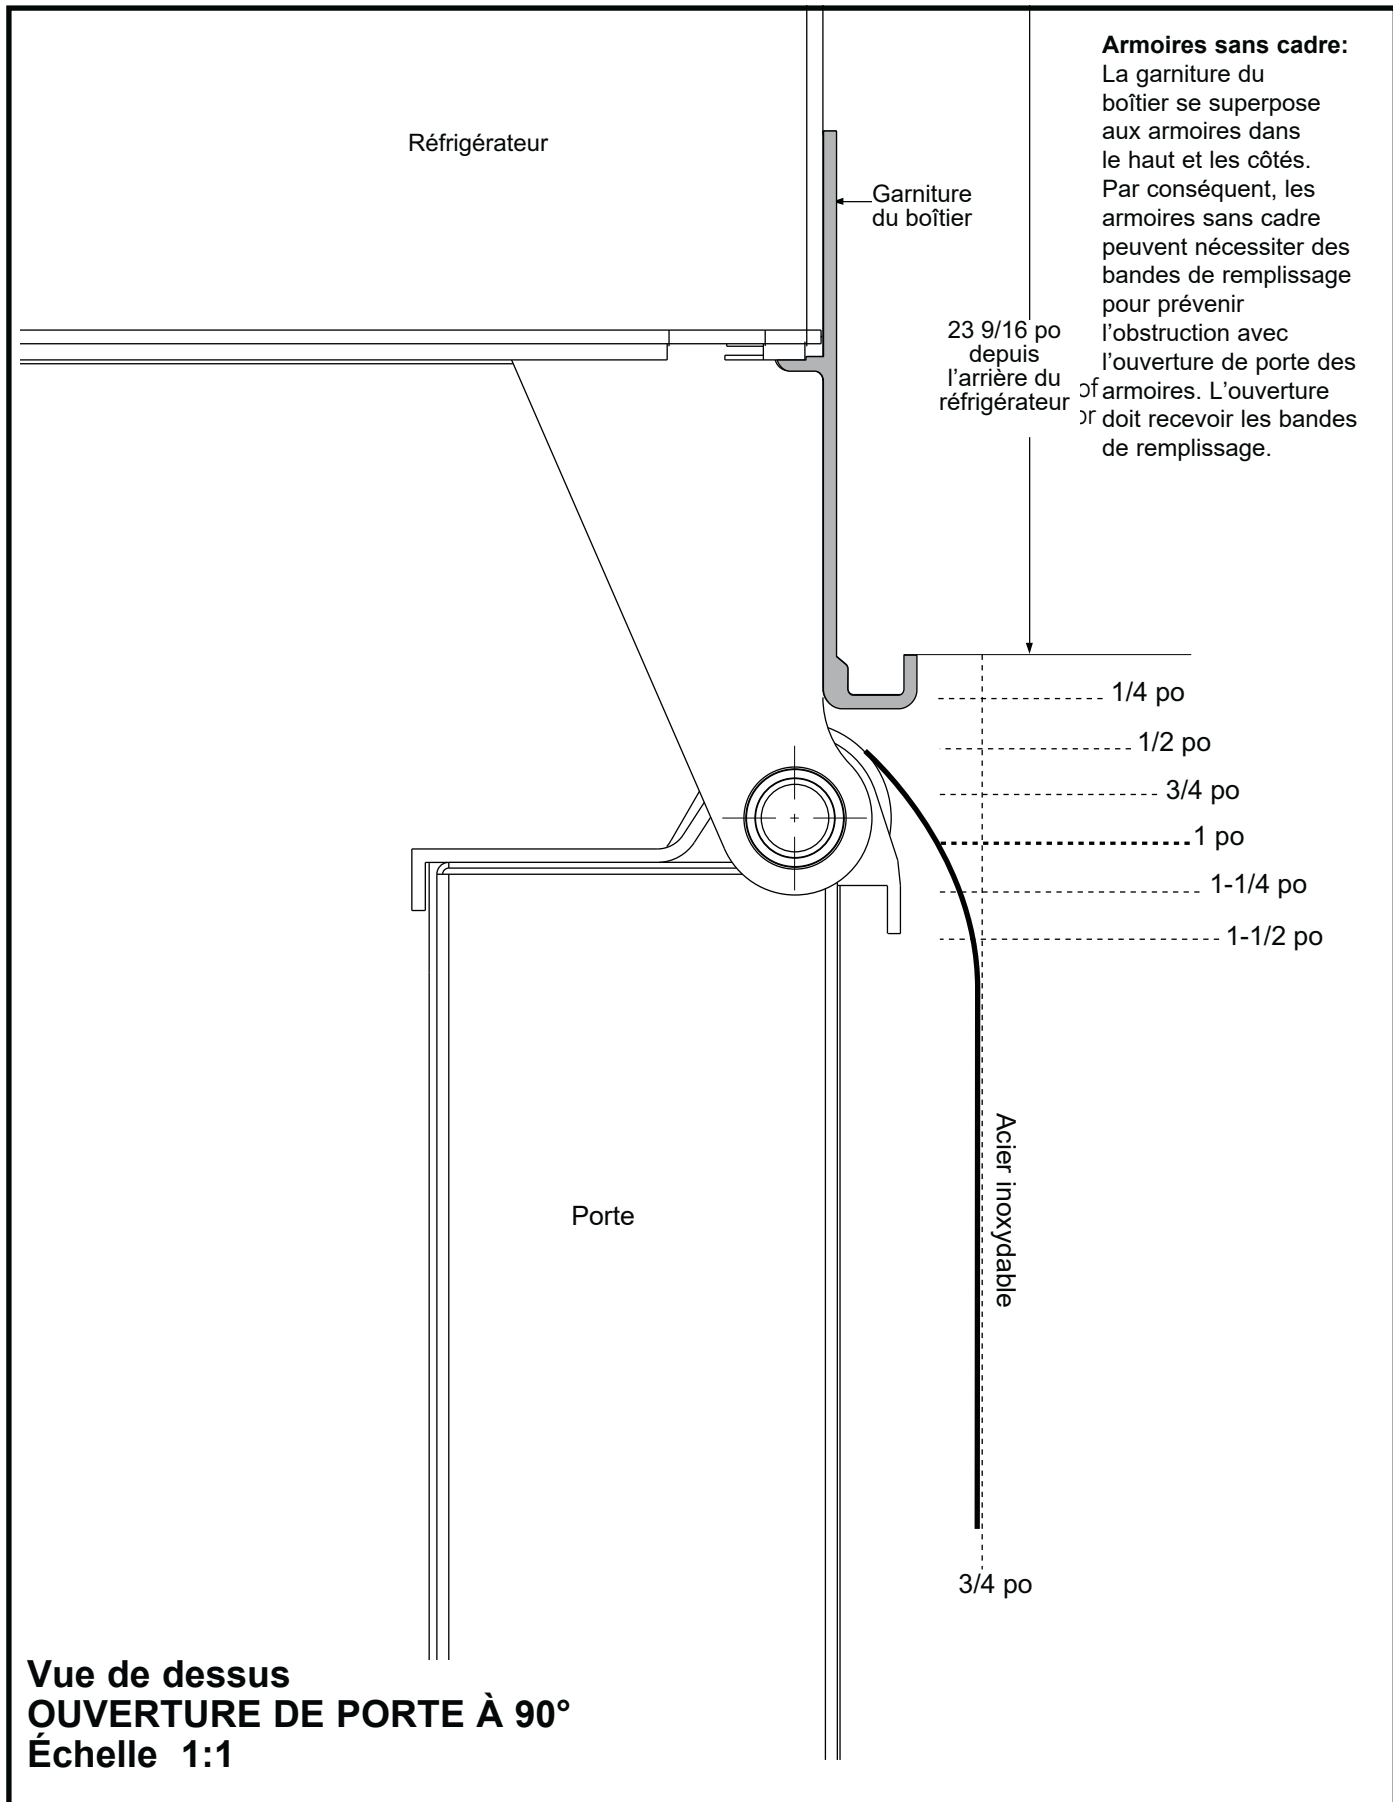 Armoires sans cadre:
La garniture du
boîtier se superpose
aux armoires dans
le haut et les côtés.
Par conséquent, les
armoires sans cadre
peuvent nécessiter des
bandes de remplissage
pour prévenir
l'obstruction avec
l'ouverture de porte des
armoires. L'ouverture
doit recevoir les bandes
de remplissage.
Réfrigérateur
Garniture
du boîtier
23 9/16 po
depuis
l'arrière du
réfrigérateur
of
or
1/4 po
1/2 po
3/4 po
1 po
1-1/4 po
1-1/2 po
Acier inoxydable
Porte
3/4 po
Vue de dessus
OUVERTURE DE PORTE À 90°
Échelle 1:1